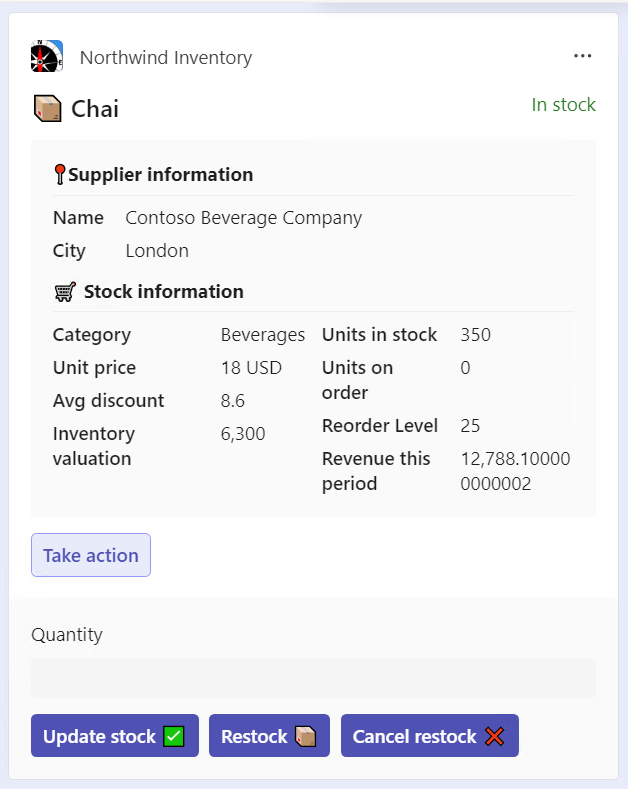 Northwind Inventory
Chai
In stock
Supplier information
Name Contoso Beverage Company
City London
Stock information
Category Beverages
Unit price 18 USD
Avg discount 8.6
Inventory
valuation 6,300
Units in stock 350
Units on
order 0
Reorder Level 25
Revenue this
period 12,788.10000
0000002
Take action
Quantity
Update stock
Restock
Cancel restock